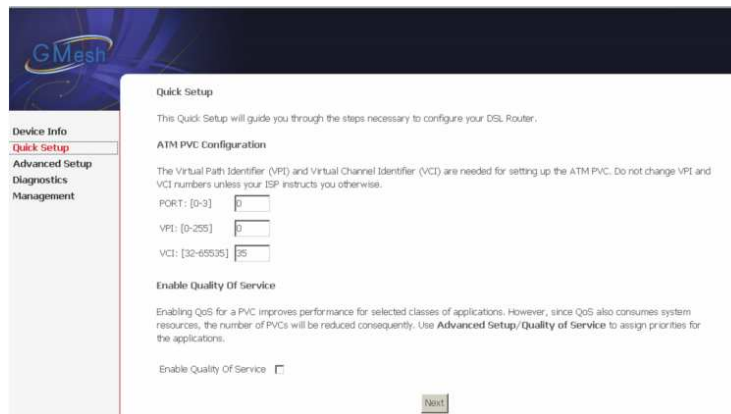 GMesh
Quick Setup
This Quick Setup will guide you through the steps necessary to configure your DSL Router.
Device Info
Quick Setup
Advanced Setup
Diagnostics
Management
ATM PVC Configuration
The Virtual Path Identifier (VPI) and Virtual Channel Identifier (VCI) are needed for setting up the ATM PVC. Do not change VPI and
VCI numbers unless your ISP instructs you otherwise.
PORT: [0-3] 0
VPI: [0-255] 0
VCI: [32-65535] 35
Enable Quality Of Service
Enabling QoS for a PVC improves performance for selected classes of applications. However, since QoS also consumes system
resources, the number of PVCs will be reduced consequently. Use Advanced Setup/Quality of Service to assign priorities for
the applications.
Enable Quality Of Service
Next